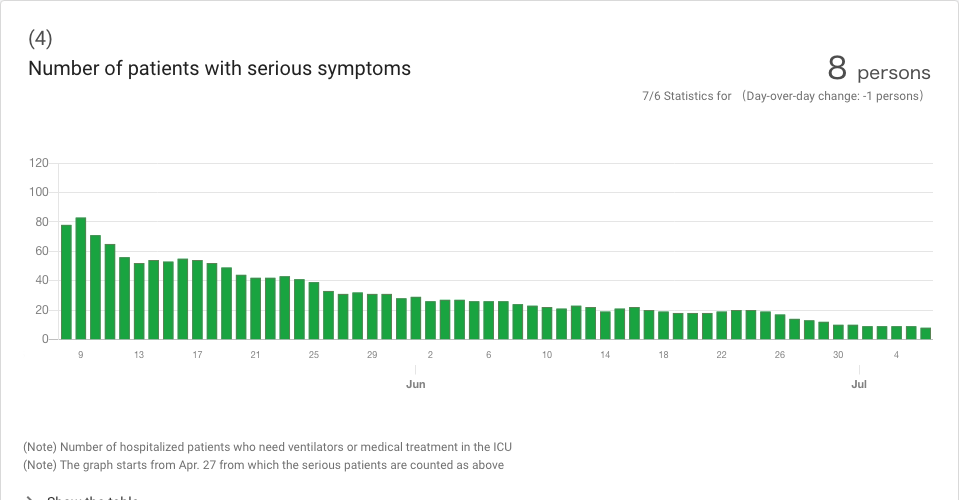 (4)
Number of patients with serious symptoms
8 persons
7/6 Statistics for (Day-over-day change: -1 persons)
120
100
80
60
40
20
0
9 13 17 21 25 29 2 6 10 14 18 22 26 30 4
Jun Jul
(Note) Number of hospitalized patients who need ventilators or medical treatment in the ICU
(Note) The graph starts from Apr. 27 from which the serious patients are counted as above
Show the table